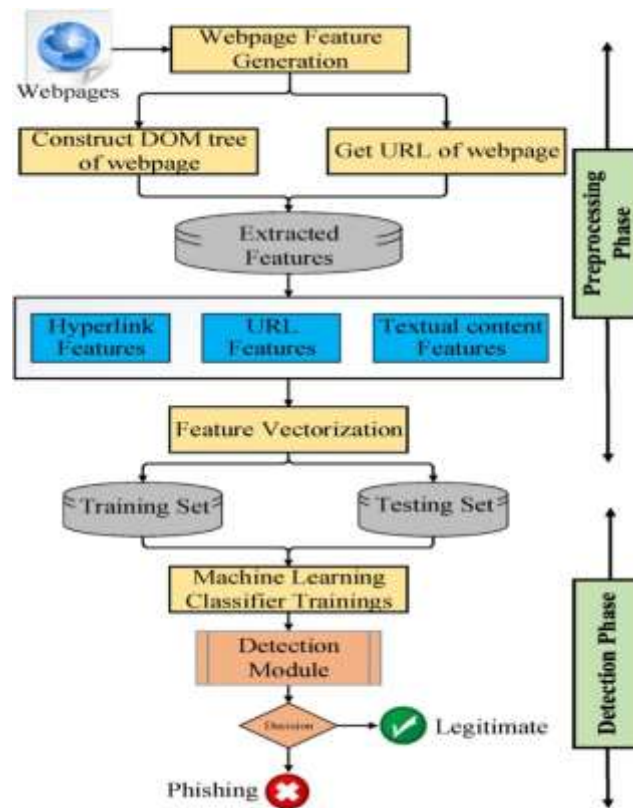 Webpage Feature
Generation
Webpages
Construct DOM tree
of webpage
Get URL of webpage
Extracted
Features
Hyperlink
Features
URL
Features
Textual content
Features
Feature Vectorization
Training Set
Testing Set
Machine Learning
Classifier Trainings
Detection
Module
Decision
Legitimate
Phishing
Preprocessing
Phase
Detection Phase